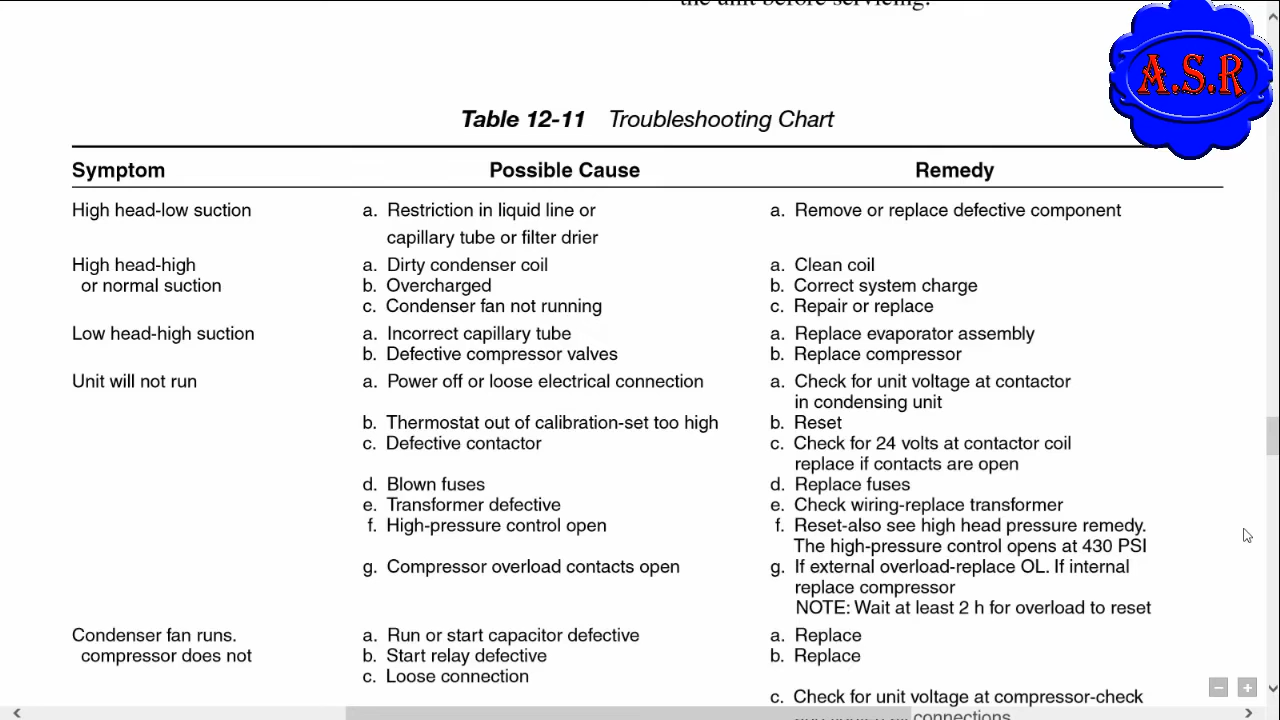 the unit before servicing.
A.S.R
Table 12-11 Troubleshooting Chart
Symptom Possible Cause Remedy
High head-low suction a. Restriction in liquid line or a. Remove or replace defective component
capillary tube or filter drier
High head-high a. Dirty condenser coil a. Clean coil
or normal suction b. Overcharged b. Correct system charge
c. Condenser fan not running c. Repair or replace
Low head-high suction a. Incorrect capillary tube a. Replace evaporator assembly
b. Defective compressor valves b. Replace compressor
Unit will not run a. Power off or loose electrical connection a. Check for unit voltage at contactor
in condensing unit
b. Thermostat out of calibration-set too high b. Reset
c. Defective contactor c. Check for 24 volts at contactor coil
replace if contacts are open
d. Blown fuses d. Replace fuses
e. Transformer defective e. Check wiring-replace transformer
f. High-pressure control open f. Reset-also see high head pressure remedy.
The high-pressure control opens at 430 PSI
g. Compressor overload contacts open g. If external overload-replace OL. If internal
replace compressor
NOTE: Wait at least 2 h for overload to reset
Condenser fan runs. a. Run or start capacitor defective a. Replace
compressor does not b. Start relay defective b. Replace
c. Loose connection
c. Check for unit voltage at compressor-check
connections